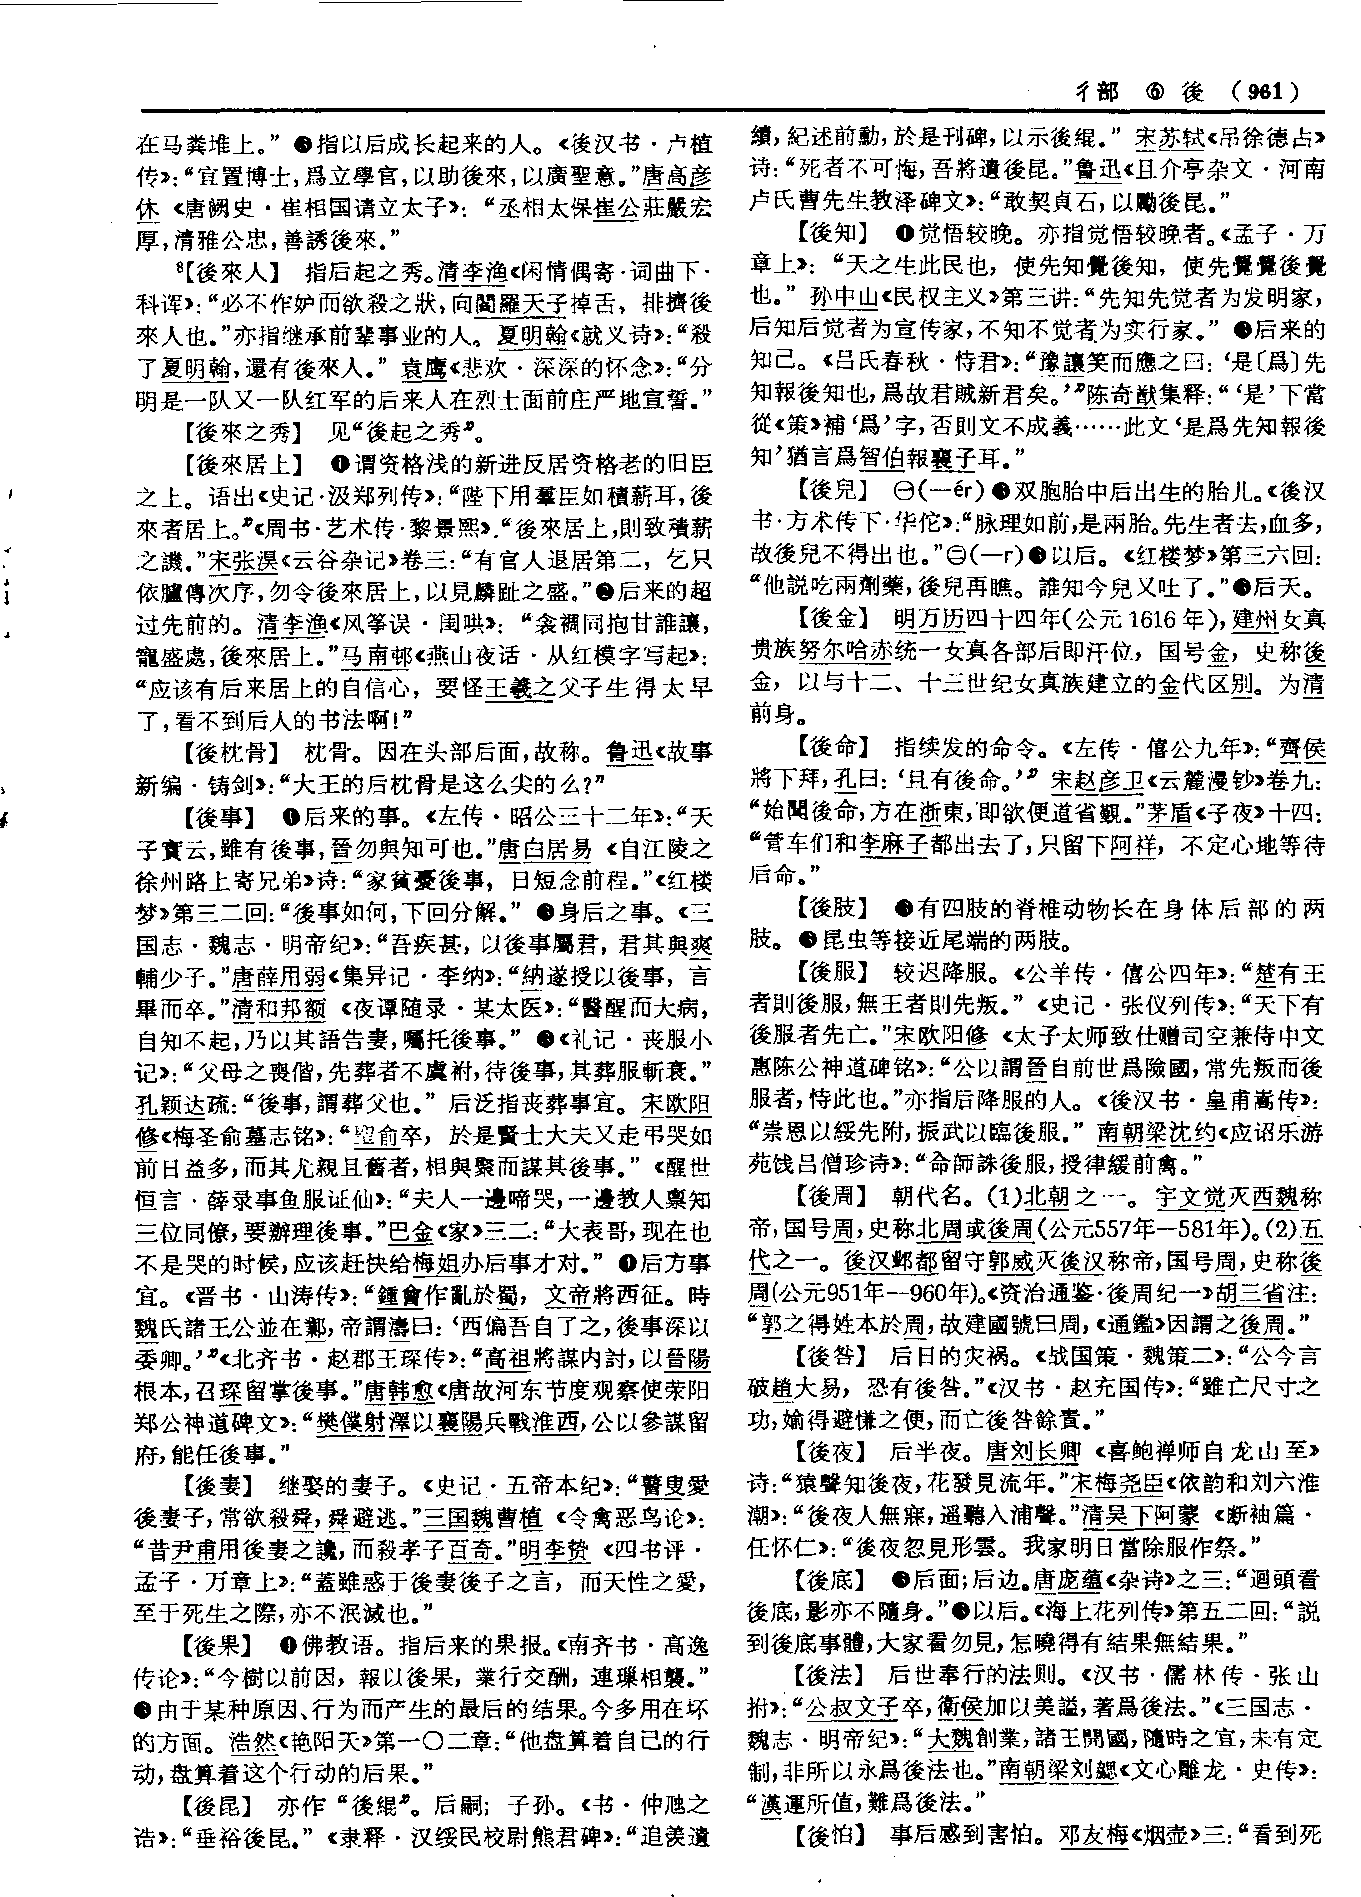 彳部 ⑥ 後 （961）
在马粪堆上。”❸指以后成长起来的人。《後汉书·卢植
传》：“宜置博士，爲立學官，以助後來，以廣聖意。”唐高彦
休《唐阙史·崔相国请立太子》：“丞相太保崔公莊嚴宏
厚，清雅公忠，善誘後來。”
8【後來人】 指后起之秀。清李渔《闲情偶寄·词曲下·
科诨》：“必不作妒而欲殺之狀，向閻羅天子掉舌，排擠後
來人也。”亦指继承前辈事业的人。夏明翰《就义诗》：“殺
了夏明翰，還有後來人。”袁鹰《悲欢·深深的怀念》：“分
明是一队又一队红军的后来人在烈士面前庄严地宣誓。”
【後來之秀】 见“後起之秀”。
【後來居上】 ❶谓资格浅的新进反居资格老的旧臣
之上。语出《史记·汲郑列传》：“陛下用羣臣如積薪耳，後
來者居上。”《周书·艺术传·黎景熙》：“後來居上，則致積薪
之譏。”宋张淏《云谷杂记》卷三：“有官人退居第二，乞只
依臚傳次序，勿令後來居上，以見麟趾之盛。”❷后来的超
过先前的。清李渔《风筝误·闺哄》：“衾裯同抱甘誰讓，
寵盛處，後來居上。”马南邨《燕山夜话·从红模字写起》：
“应该有后来居上的自信心，要怪王羲之父子生得太早
了，看不到后人的书法啊！”
【後枕骨】 枕骨。因在头部后面，故称。鲁迅《故事
新编·铸剑》：“大王的后枕骨是这么尖的么？”
【後事】 ❶后来的事。《左传·昭公三十二年》：“天
子實云，雖有後事，晉勿與知可也。”唐白居易《自江陵之
徐州路上寄兄弟》诗：“家貧憂後事，日短念前程。”《红楼
梦》第三二回：“後事如何，下回分解。”❷身后之事。《三
国志·魏志·明帝纪》：“吾疾甚，以後事屬君，君其與爽
輔少子。”唐薛用弱《集异记·李纳》：“納遂授以後事，言
畢而卒。”清和邦额《夜谭随录·某太医》：“醫醒而大病，
自知不起，乃以其語告妻，囑托後事。”❸《礼记·丧服小
记》：“父母之喪偕，先葬者不虞祔，待後事，其葬服斬衰。”
孔颖达疏：“後事，謂葬父也。”后泛指丧葬事宜。宋欧阳
修《梅圣俞墓志铭》：“聖俞卒，於是賢士大夫又走弔哭如
前日益多，而其尤親且舊者，相與聚而謀其後事。”《醒世
恒言·薛录事鱼服证仙》：“夫人一邊啼哭，一邊教人禀知
三位同僚，要辦理後事。”巴金《家》三二：“大表哥，现在也
不是哭的时候，应该赶快给梅姐办后事才对。”❹后方事
宜。《晋书·山涛传》：“鍾會作亂於蜀，文帝將西征。時
魏氏諸王公並在鄴，帝謂濤曰：‘西偏吾自了之，後事深以
委卿。’”《北齐书·赵郡王琛传》：“高祖將謀内討，以晉陽
根本，召琛留掌後事。”唐韩愈《唐故河东节度观察使荥阳
郑公神道碑文》：“樊僕射澤以襄陽兵戰淮西，公以參謀留
府，能任後事。”
【後妻】 继娶的妻子。《史记·五帝本纪》：“瞽叟愛
後妻子，常欲殺舜，舜避逃。”三国魏曹植《令禽恶鸟论》：
“昔尹甫用後妻之讒，而殺孝子百奇。”明李贽《四书评·
孟子·万章上》：“蓋雖惑于後妻後子之言，而天性之愛，
至于死生之際，亦不泯滅也。”
【後果】 ❶佛教语。指后来的果报。《南齐书·高逸
传论》：“今樹以前因，報以後果，業行交酬，連璅相襲。”
❷由于某种原因、行为而产生的最后的结果。今多用在坏
的方面。浩然《艳阳天》第一〇二章：“他盘算着自己的行
动，盘算着这个行动的后果。”
【後昆】 亦作“後緄”。后嗣；子孙。《书·仲虺之
诰》：“垂裕後昆。”《隶释·汉绥民校尉熊君碑》：“追羡遺
績，紀述前勳，於是刊碑，以示後緄。”宋苏轼《吊徐德占》
诗：“死者不可悔，吾將遺後昆。”鲁迅《且介亭杂文·河南
卢氏曹先生教泽碑文》：“敢契貞石，以勵後昆。”
【後知】 ❶觉悟较晚。亦指觉悟较晚者。《孟子·万
章上》：“天之生此民也，使先知覺後知，使先覺覺後覺
也。”孙中山《民权主义》第三讲：“先知先觉者为发明家，
后知后觉者为宣传家，不知不觉者为实行家。”❷后来的
知己。《吕氏春秋·恃君》：“豫讓笑而應之曰：‘是〔爲〕先
知報後知也，爲故君賊新君矣。’”陈奇猷集释：“‘是’下當
從《策》補‘爲’字，否則文不成義……此文‘是爲先知報後
知’猶言爲智伯報襄子耳。”
【後兒】 ㊀（一ér）❶双胞胎中后出生的胎儿。《後汉
书·方术传下·华佗》：“脉理如前，是兩胎。先生者去，血多，
故後兒不得出也。”㊁（一r）❶以后。《红楼梦》第三六回：
“他説吃兩劑藥，後兒再瞧。誰知今兒又吐了。”❷后天。
【後金】 明万历四十四年（公元1616年），建州女真
贵族努尔哈赤统一女真各部后即汗位，国号金，史称後
金，以与十二、十三世纪女真族建立的金代区别。为清
前身。
【後命】 指续发的命令。《左传·僖公九年》：“齊侯
將下拜，孔曰：‘且有後命。’”宋赵彦卫《云麓漫钞》卷九：
“始聞後命，方在浙東，即欲便道省觀。”茅盾《子夜》十四：
“管车们和李麻子都出去了，只留下阿祥，不定心地等待
后命。”
【後肢】 ❶有四肢的脊椎动物长在身体后部的两
肢。❷昆虫等接近尾端的两肢。
【後服】 较迟降服。《公羊传·僖公四年》：“楚有王
者則後服，無王者則先叛。”《史记·张仪列传》：“天下有
後服者先亡。”宋欧阳修《太子太师致仕赠司空兼侍中文
惠陈公神道碑铭》：“公以謂晉自前世爲險國，常先叛而後
服者，恃此也。”亦指后降服的人。《後汉书·皇甫嵩传》：
“崇恩以綏先附，振武以臨後服。”南朝梁沈约《应诏乐游
苑饯吕僧珍诗》：“命師誅後服，授律緩前禽。”
【後周】 朝代名。（1）北朝之一。宇文觉灭西魏称
帝，国号周，史称北周或後周（公元557年—581年）。（2）五
代之一。後汉邺都留守郭威灭後汉称帝，国号周，史称後
周（公元951年—960年）。《资治通鉴·後周纪一》胡三省注：
“郭之得姓本於周，故建國號曰周，《通鑑》因謂之後周。”
【後咎】 后日的灾祸。《战国策·魏策二》：“公今言
破趙大易，恐有後咎。”《汉书·赵充国传》：“雖亡尺寸之
功，媮得避慊之便，而亡後咎餘責。”
【後夜】 后半夜。唐刘长卿《喜鲍禅师自龙山至》
诗：“猿聲知後夜，花發見流年。”宋梅尧臣《依韵和刘六淮
潮》：“後夜人無寐，遥聽入浦聲。”清吴下阿蒙《断袖篇·
任怀仁》：“後夜忽見形雲。我家明日當除服作祭。”
【後底】 ❶后面；后边。唐庞蕴《杂诗》之三：“迴頭看
後底，影亦不隨身。”❷以后。《海上花列传》第五二回：“説
到後底事體，大家看勿見，怎曉得有結果無結果。”
【後法】 后世奉行的法则。《汉书·儒林传·张山
拊》：“公叔文子卒，衛侯加以美謚，著爲後法。”《三国志·
魏志·明帝纪》：“大魏創業，諸王開國，隨時之宜，未有定
制，非所以永爲後法也。”南朝梁刘勰《文心雕龙·史传》：
“漢運所值，難爲後法。”
【後怕】 事后感到害怕。邓友梅《烟壶》三：“看到死